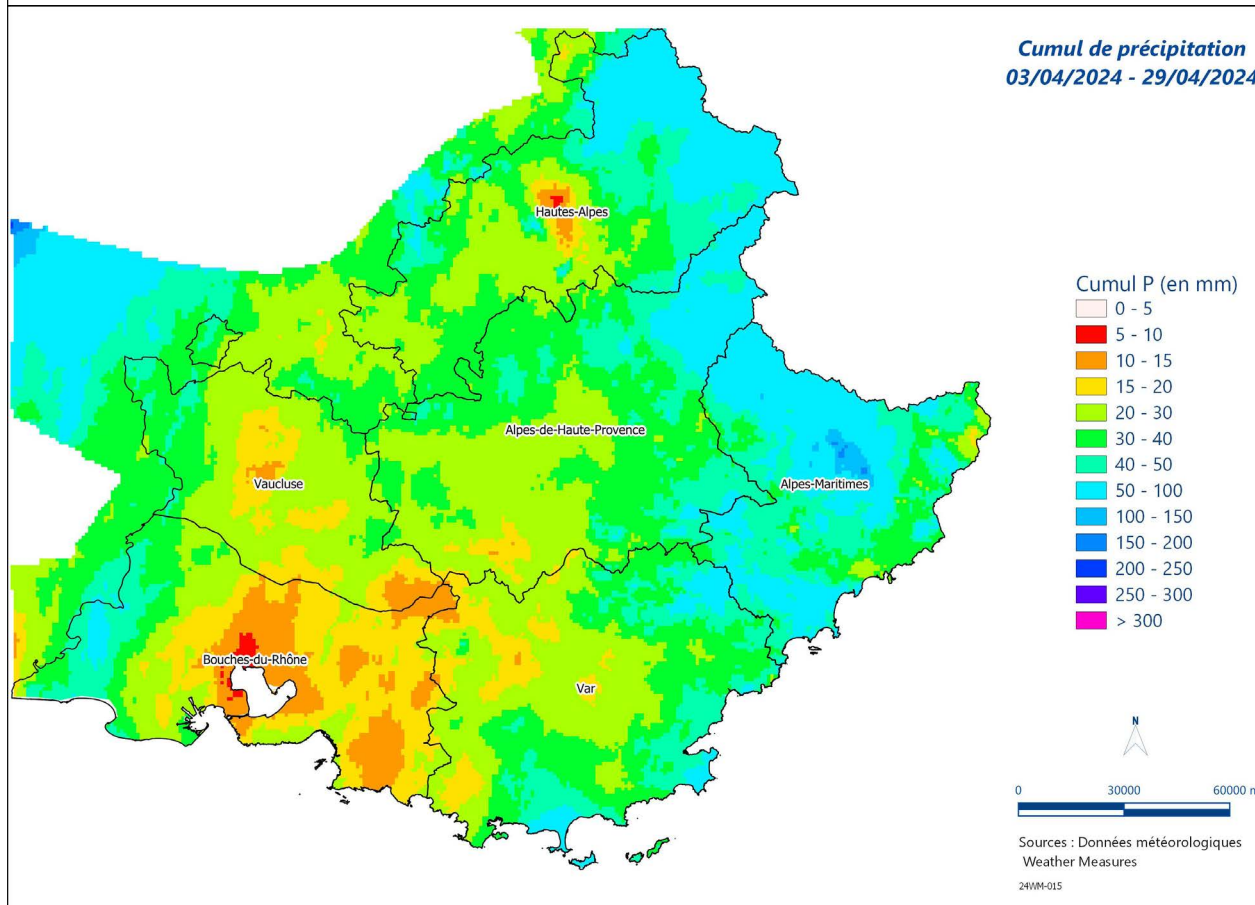 Cumul de précipitation
03/04/2024 - 29/04/2024
Hautes-Alpes
Cumul P (en mm)
0 - 5
5 - 10
10 - 15
15 - 20
20 - 30
30 - 40
40 - 50
50 - 100
100 - 150
150 - 200
200 - 250
250 - 300
> 300
Alpes-de-Haute-Provence
Vaucluse
Alpes-Maritimes
Bouches-du-Rhône
Var
N
0 30000 60000 m
Sources : Données météorologiques
Weather Measures
24WM-015